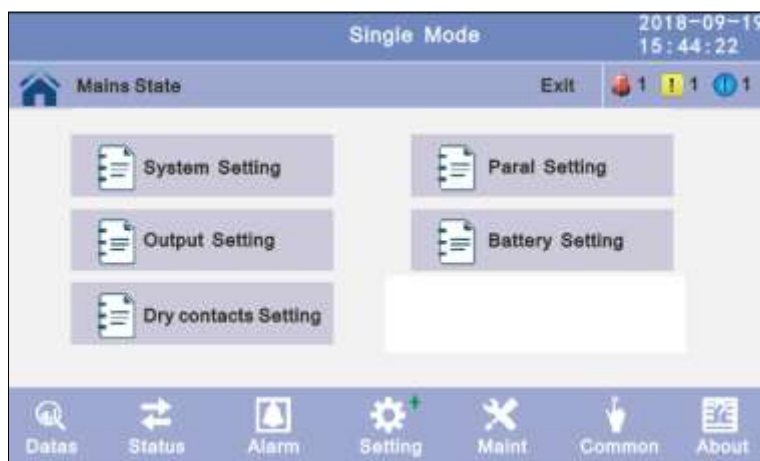 Single Mode
2018-09-19
15:44:22
Mains State
Exit
1
! 1
1
System Setting
Paral Setting
Output Setting
Battery Setting
Dry contacts Setting
Datas
Status
Alarm
Setting
Maint
Common
About